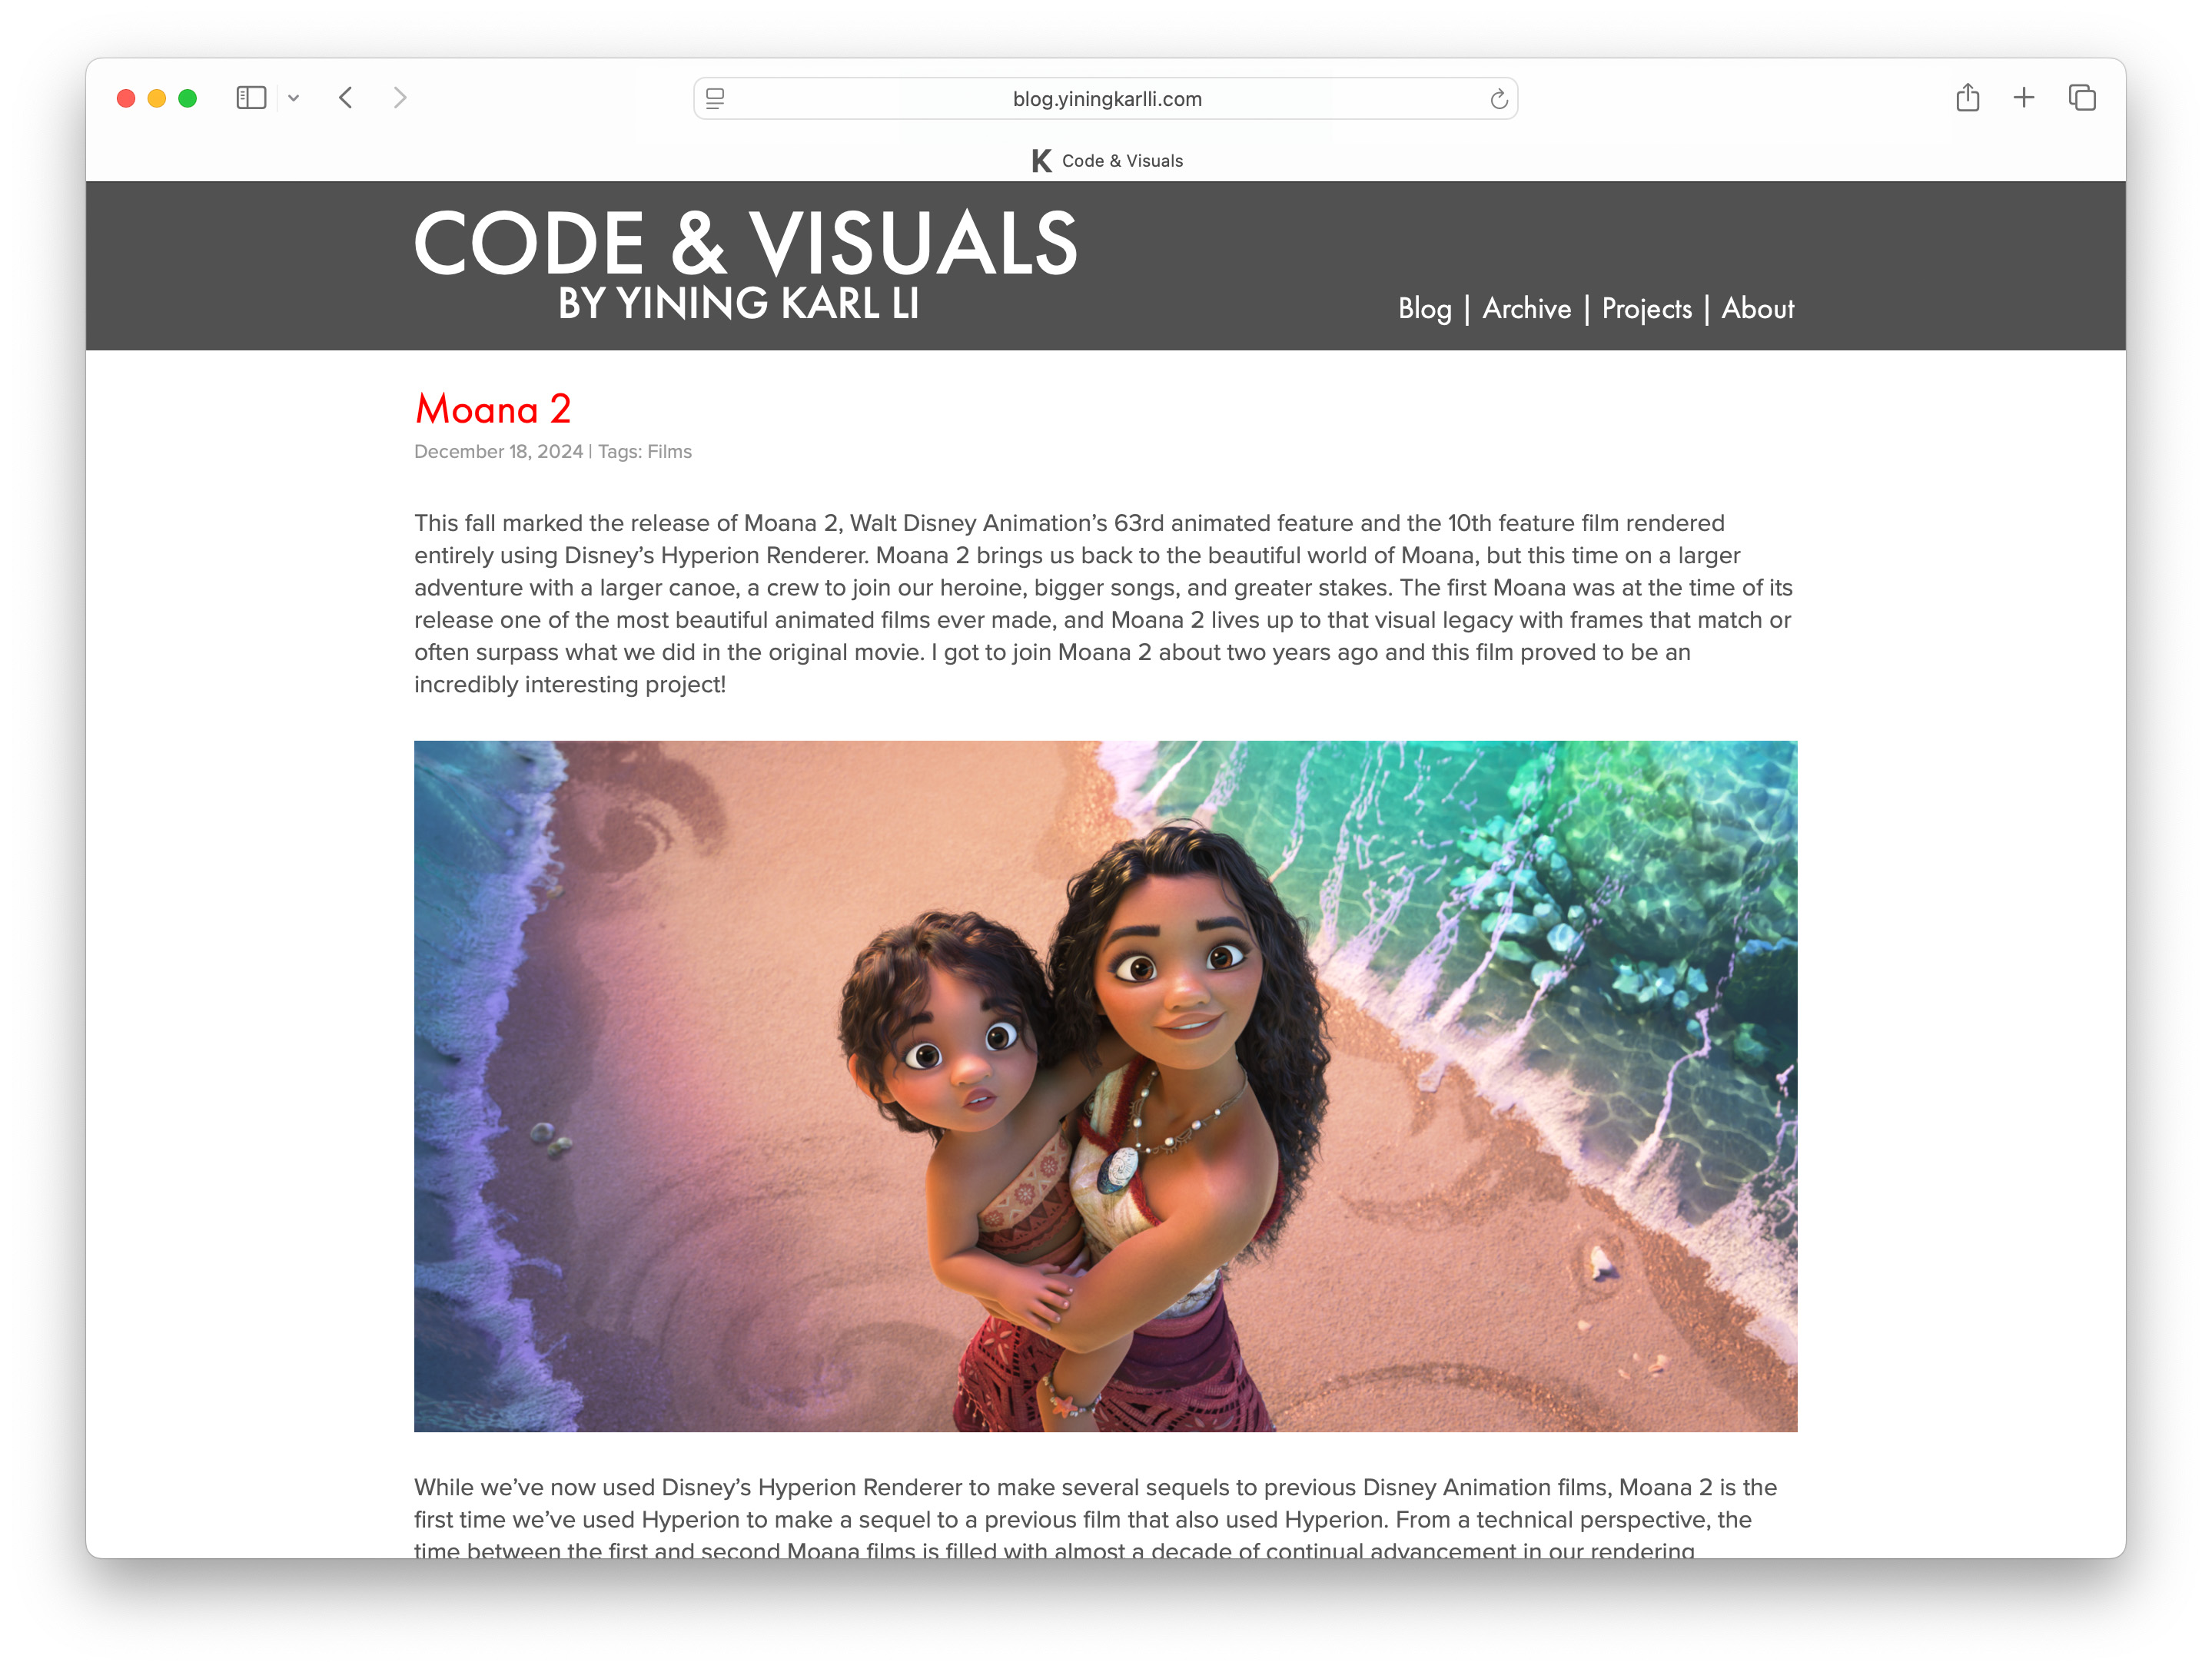 blog.yiningkarlli.com
K Code & Visuals
CODE & VISUALS
BY YINING KARL LI
Blog | Archive | Projects | About
Moana 2
December 18, 2024 | Tags: Films
This fall marked the release of Moana 2, Walt Disney Animation’s 63rd animated feature and the 10th feature film rendered
entirely using Disney’s Hyperion Renderer. Moana 2 brings us back to the beautiful world of Moana, but this time on a larger
adventure with a larger canoe, a crew to join our heroine, bigger songs, and greater stakes. The first Moana was at the time of its
release one of the most beautiful animated films ever made, and Moana 2 lives up to that visual legacy with frames that match or
often surpass what we did in the original movie. I got to join Moana 2 about two years ago and this film proved to be an
incredibly interesting project!
While we’ve now used Disney’s Hyperion Renderer to make several sequels to previous Disney Animation films, Moana 2 is the
first time we’ve used Hyperion to make a sequel to a previous film that also used Hyperion. From a technical perspective, the
time between the first and second Moana films is filled with almost a decade of continual advancement in our rendering